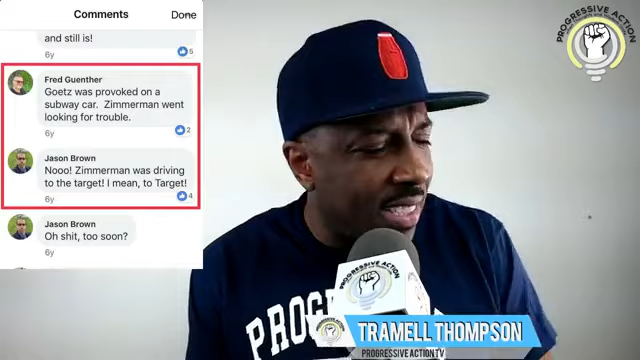 Comments
Done
and still is!
5
6y
Fred Guenther
Goetz was provoked on a
subway car. Zimmerman went
looking for trouble.
2
6y
Jason Brown
Nooo! Zimmerman was driving
to the target! I mean, to Target!
4
6y
Jason Brown
Oh shit, too soon?
6y
PROGRESSIVE ACTION
PROGRESSIVE ACTION
PROG
TRAMELL THOMPSON
PROGRESSIVEACTION.TV